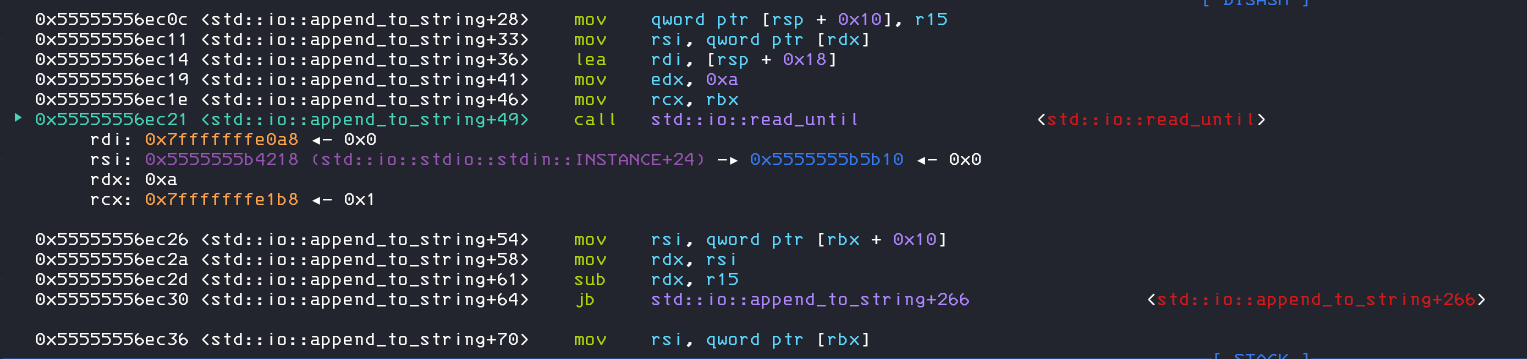 [ DISASM ]
0x55555556ec0c <std::io::append_to_string+28>    mov    qword ptr [rsp + 0x10], r15
0x55555556ec11 <std::io::append_to_string+33>    mov    rsi, qword ptr [rdx]
0x55555556ec14 <std::io::append_to_string+36>    lea    rdi, [rsp + 0x18]
0x55555556ec19 <std::io::append_to_string+41>    mov    edx, 0xa
0x55555556ec1e <std::io::append_to_string+46>    mov    rcx, rbx
► 0x55555556ec21 <std::io::append_to_string+49>    call   std::io::read_until    <std::io::read_until>
rdi: 0x7fffffffe0a8 ◂— 0x0
rsi: 0x5555555b4218 (std::io::stdio::stdin::INSTANCE+24) —▸ 0x5555555b5b10 ◂— 0x0
rdx: 0xa
rcx: 0x7fffffffe1b8 ◂— 0x1
0x55555556ec26 <std::io::append_to_string+54>    mov    rsi, qword ptr [rbx + 0x10]
0x55555556ec2a <std::io::append_to_string+58>    mov    rdx, rsi
0x55555556ec2d <std::io::append_to_string+61>    sub    rdx, r15
0x55555556ec30 <std::io::append_to_string+64>    jb     std::io::append_to_string+266    <std::io::append_to_string+266>
0x55555556ec36 <std::io::append_to_string+70>    mov    rsi, qword ptr [rbx]
[ STACK ]